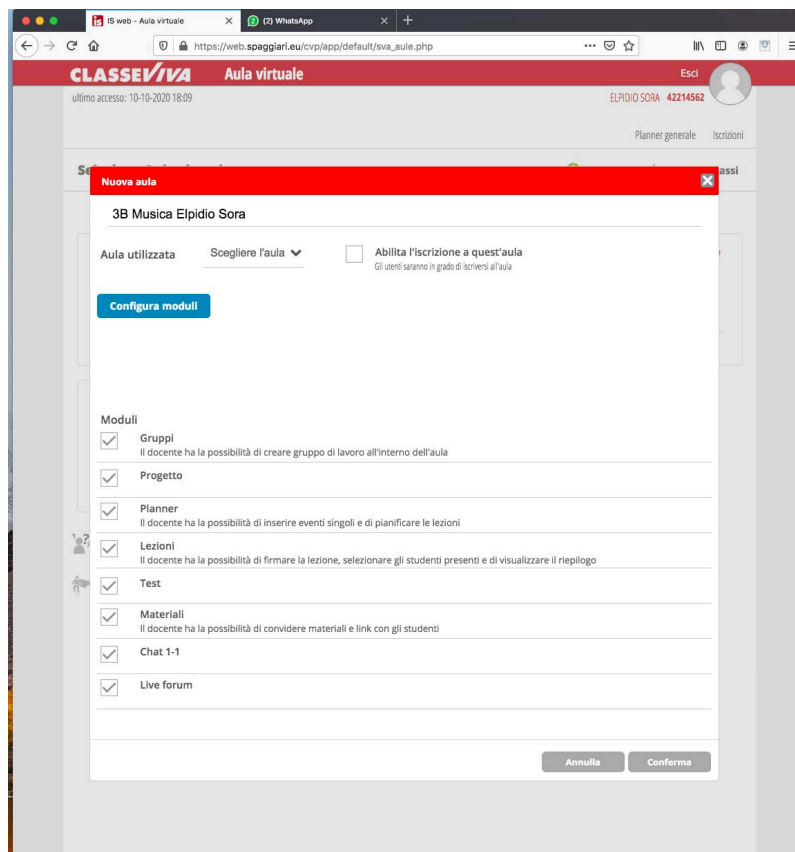 IS web - Aula virtuale
(2) WhatsApp
https://web.spaggiari.eu/cvp/app/default/sva_aule.php
CLASSEVIVA Aula virtuale Esci
ultimo accesso: 10-10-2020 18:09 ELPIDIO SORA 42214562
Planner generale Iscrizioni
Nuova aula
3B Musica Elpidio Sora
Aula utilizzata Scegliere l'aula Abilita l'iscrizione a quest'aula
Gli utenti saranno in grado di iscriversi all'aula
Configura moduli
Moduli
Gruppi
Il docente ha la possibilità di creare gruppo di lavoro all'interno dell'aula
Progetto
Planner
Il docente ha la possibilità di inserire eventi singoli e di pianificare le lezioni
Lezioni
Il docente ha la possibilità di firmare la lezione, selezionare gli studenti presenti e di visualizzare il riepilogo
Test
Materiali
Il docente ha la possibilità di convidere materiali e link con gli studenti
Chat 1-1
Live forum
Annulla Conferma